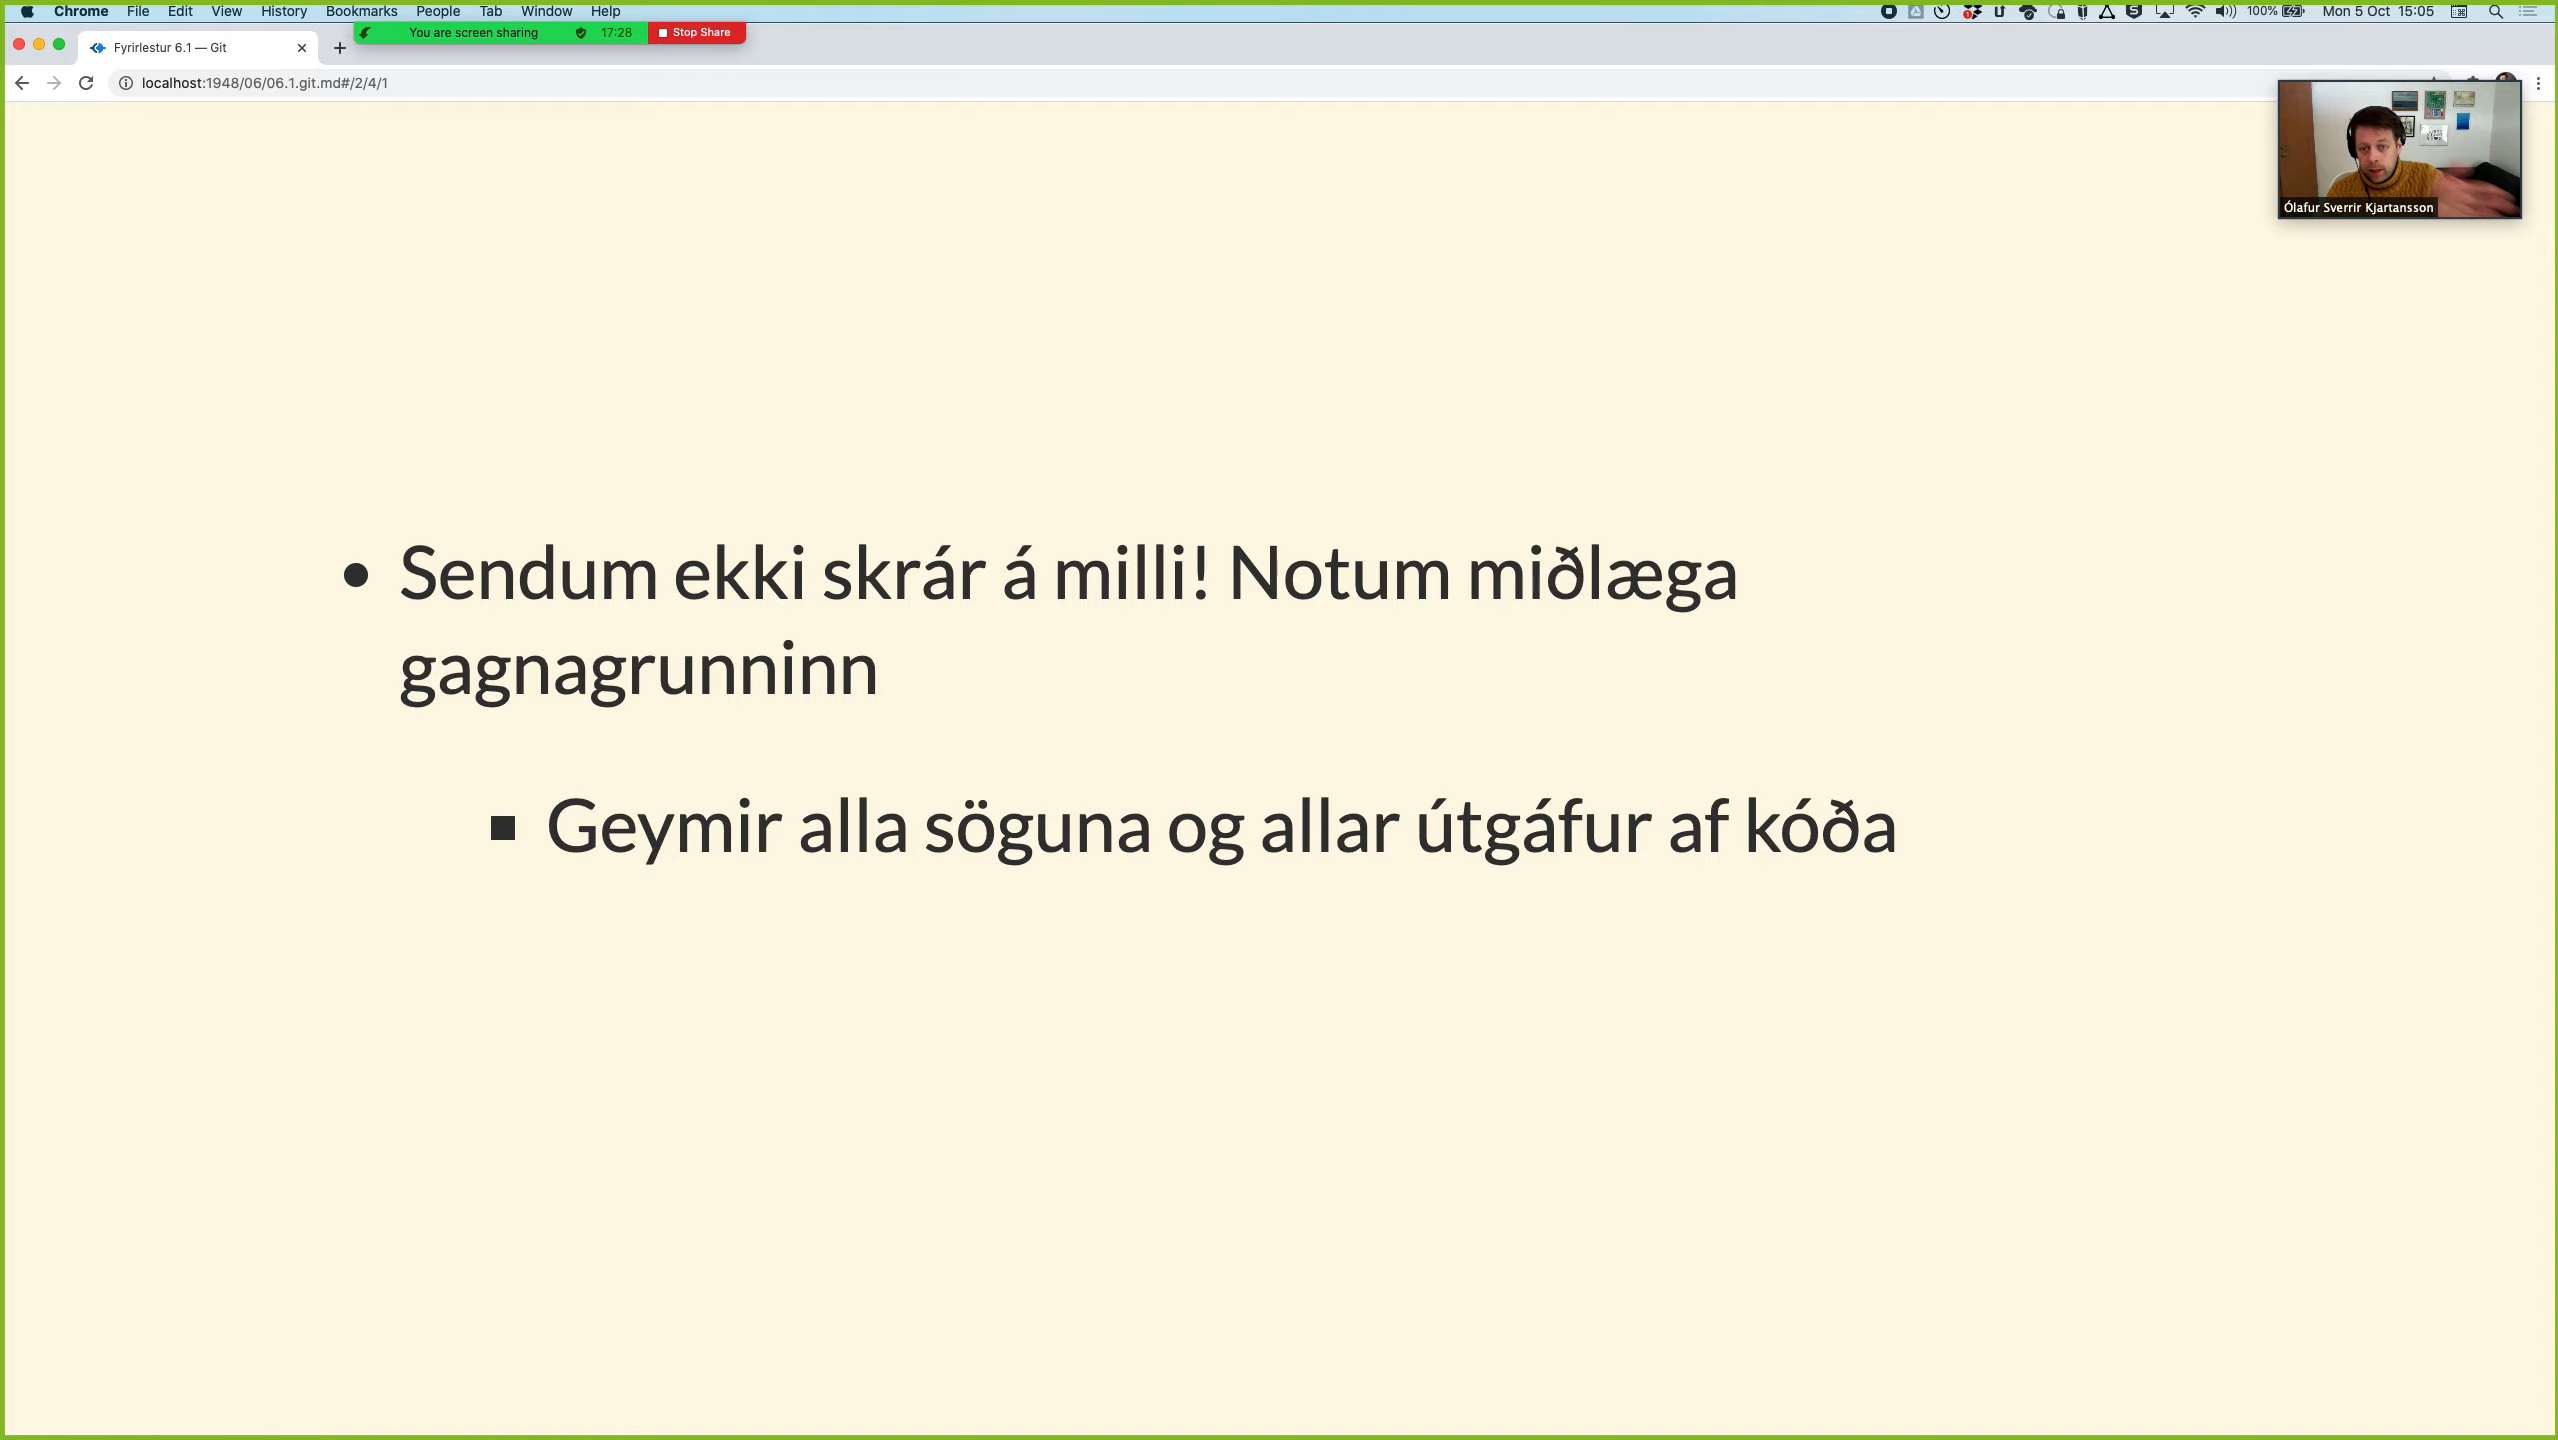 Chrome File Edit View History Bookmarks People Tab Window Help
100% Mon 5 Oct 15:05
You are screen sharing 17:28 Stop Share
Fyrirlestur 6.1 — Git
localhost:1948/06/06.1.git.md#/2/4/1
Ólafur Sverrir Kjartansson
Sendum ekki skrár á milli! Notum miðlæga
gagnagrunninn
Geymir alla söguna og allar útgáfur af kóða